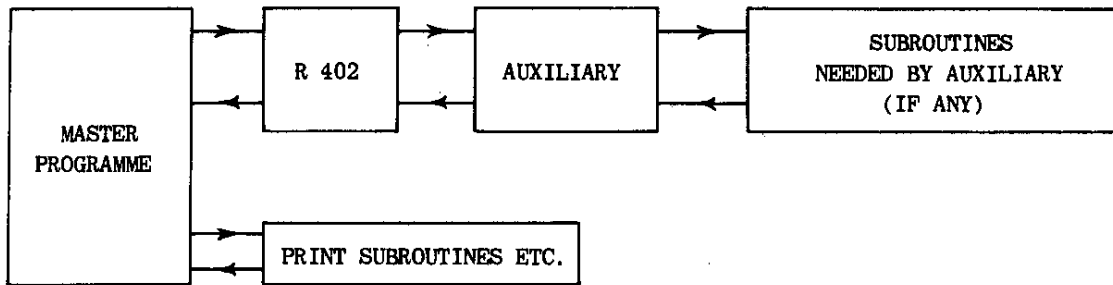 MASTER
PROGRAMME
R 402
AUXILIARY
SUBROUTINES
NEEDED BY AUXILIARY
(IF ANY)
PRINT SUBROUTINES ETC.